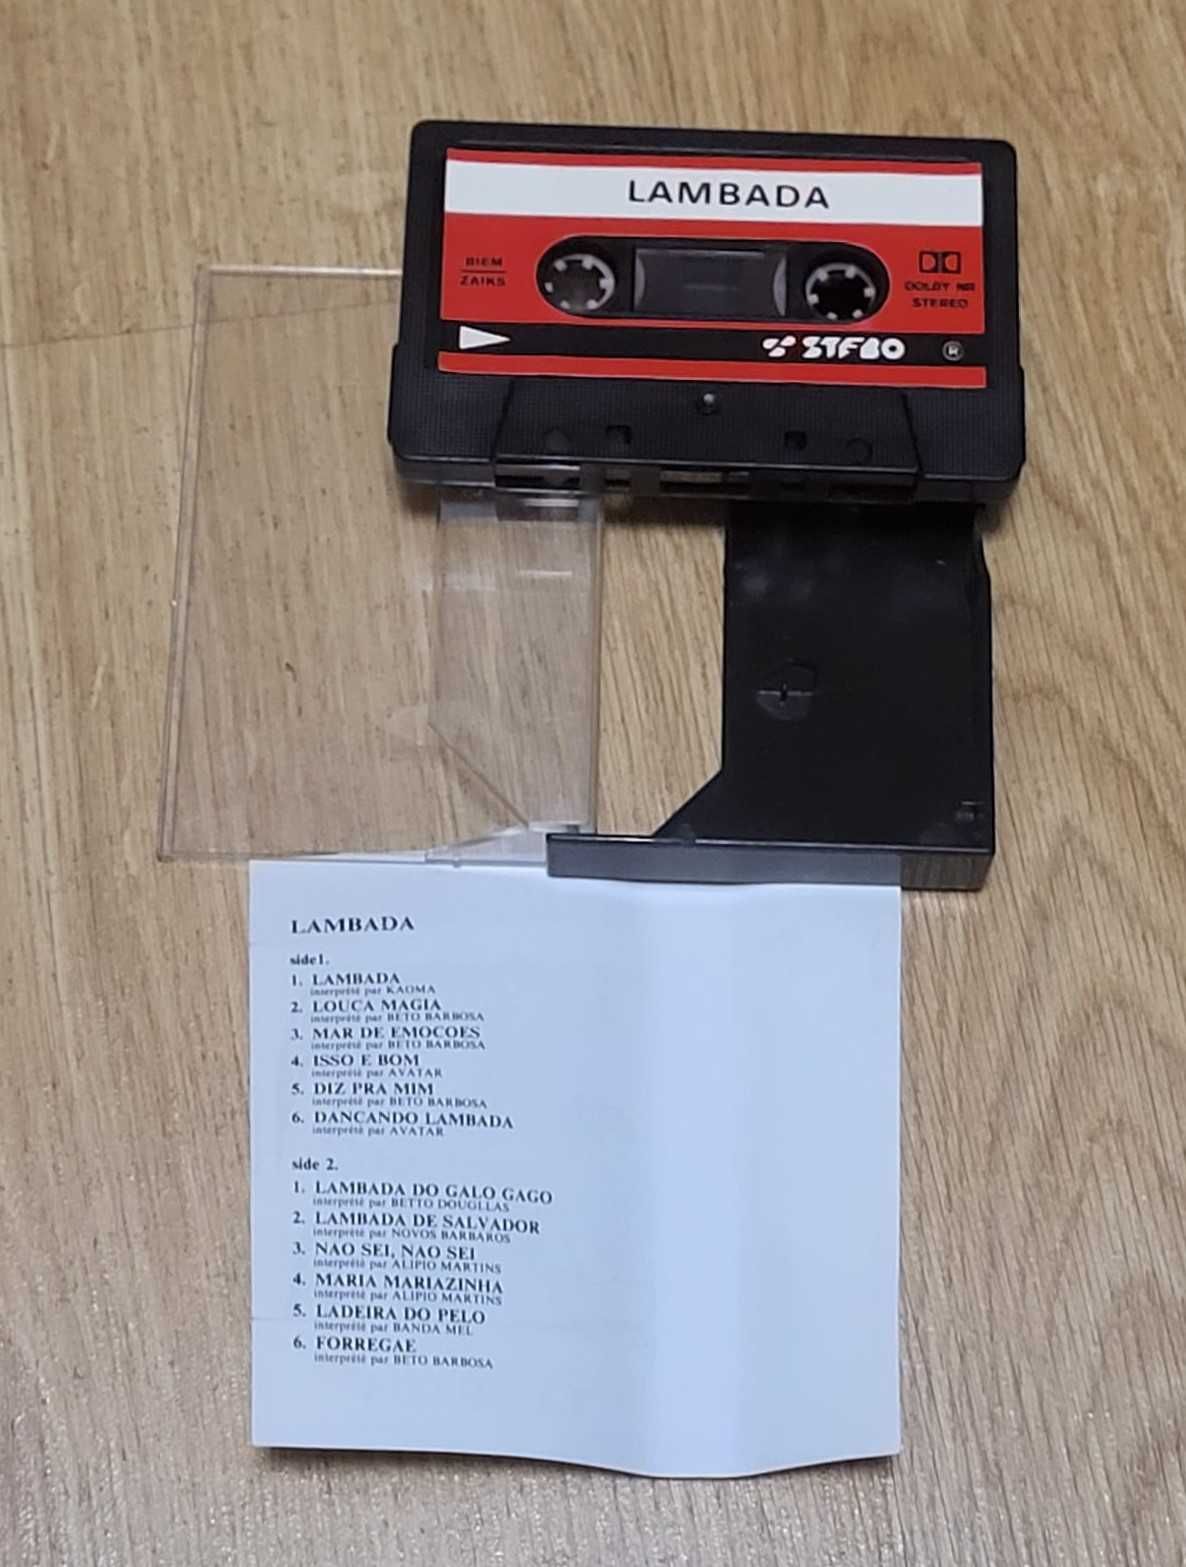 LAMBADA
BIEM
ZAIKS
DOLBY NR
STEREO
®
LAMBADA
side1.
1. LAMBADA
interprété par KAOMA
2. LOUCA MAGIA
interprété par BETO BARBOSA
3. MAR DE EMOCOES
interprété par BETO BARBOSA
4. ISSO E BOM
interprété par AVATAR
5. DIZ PRA MIM
interprété par BETO BARBOSA
6. DANCANDO LAMBADA
interprété par AVATAR
side 2.
1. LAMBADA DO GALO GAGO
interprété par BETTO DOUGLLAS
2. LAMBADA DE SALVADOR
interprété par NOVOS BARBAROS
3. NAO SEI, NAO SEI
interprété par ALIPIO MARTINS
4. MARIA MARIAZINHA
interprété par ALIPIO MARTINS
5. LADEIRA DO PELO
interprété par BANDA MEL
6. FORREGAE
interprété par BETO BARBOSA